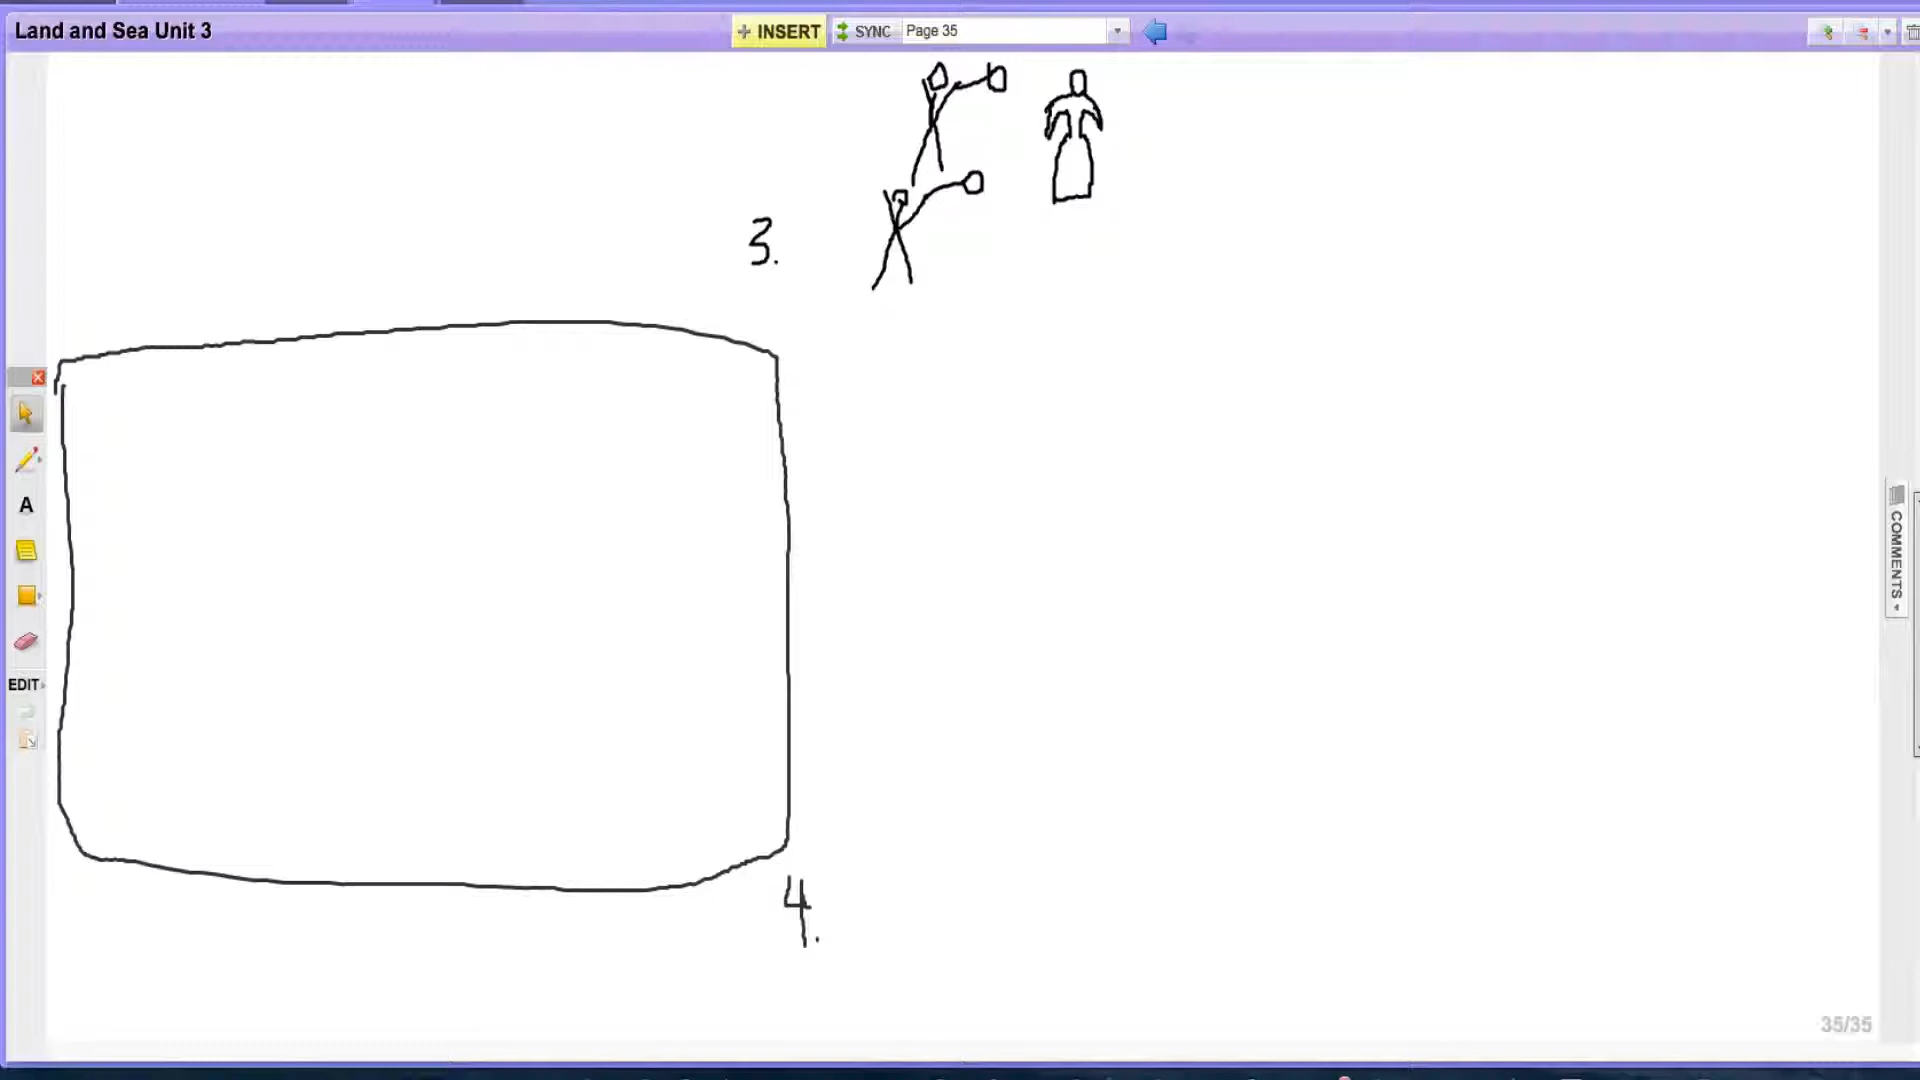 Land and Sea Unit 3
+ INSERT SYNC Page 35
3.
A
EDIT
COMMENTS
4.
35/35